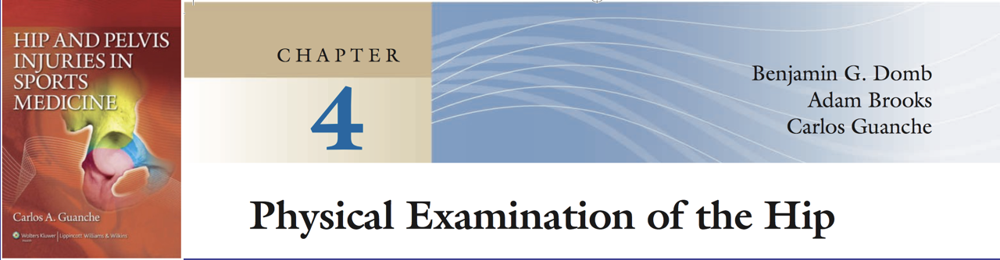 HIP AND PELVIS
INJURIES IN
SPORTS
MEDICINE
Carlos A. Guanche
Wolters Kluwer | Lippincott Williams & Wilkins
CHAPTER
4
Benjamin G. Domb
Adam Brooks
Carlos Guanche
Physical Examination of the Hip